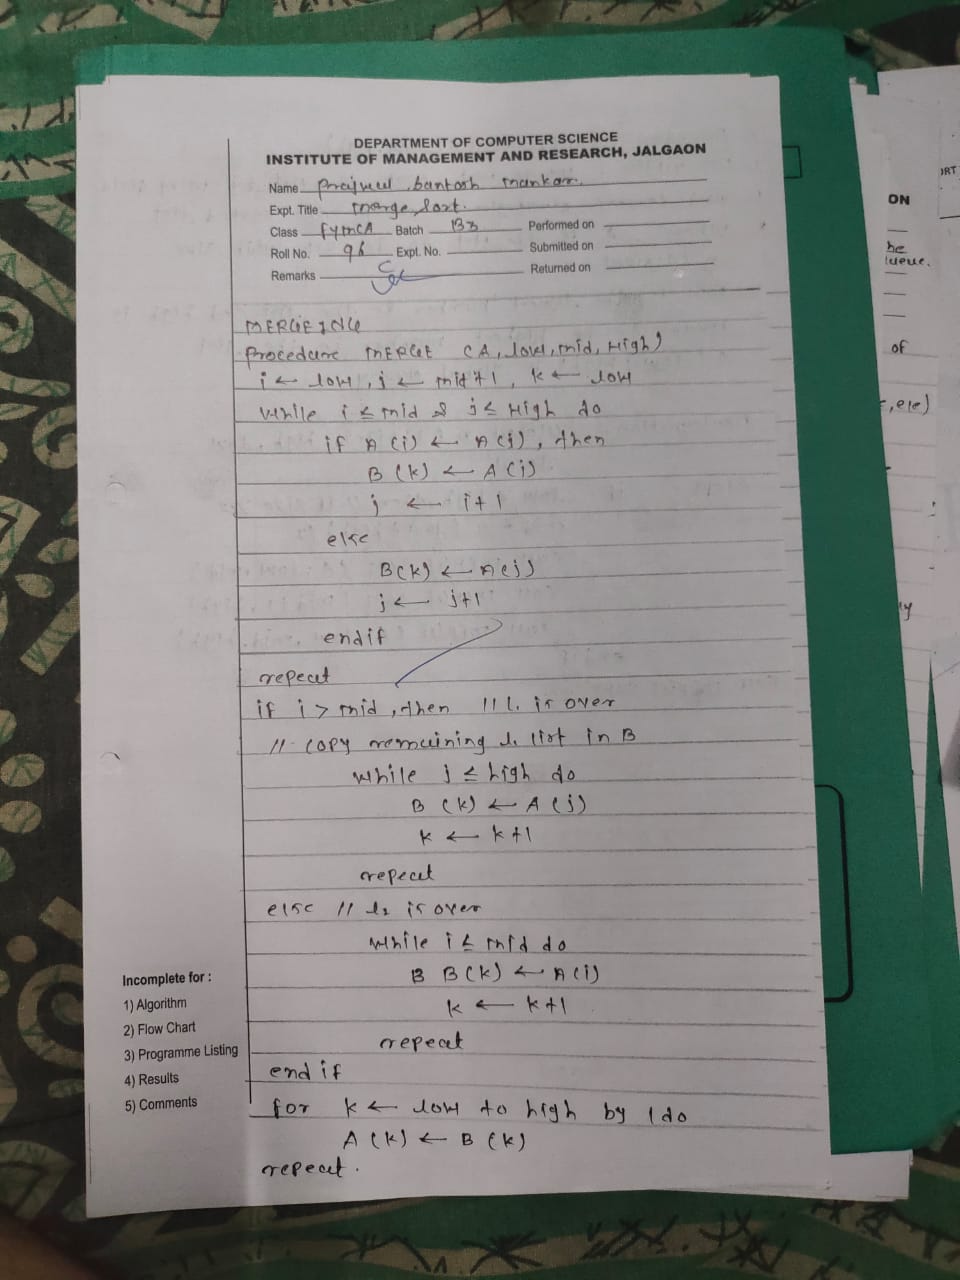 DEPARTMENT OF COMPUTER SCIENCE
INSTITUTE OF MANAGEMENT AND RESEARCH, JALGAON
Name
Expt. Title merge sort.
Class fymCA Batch B3 Performed on
Roll No. 96 Expt. No. Submitted on
Remarks Returned on
MERGEING
Procedure MERGE (A, low, mid, High)
i ← low, j ← mid + 1, k ← low
while i ≤ mid & j ≤ High do
if A (i) ← A (j), then
B (k) ← A (i)
i ← i + 1
else
B (k) ← A (j)
j ← j+1
endif
repeat
if i > mid, then // l1 is over
// copy remaining l2 list in B
while j ≤ high do
B (k) ← A (j)
k ← k+1
repeat
else // l2 is over
while i ≤ mid do
B B (k) ← A (i)
k ← k+1
repeat
end if
for k ← low to high by 1 do
A (k) ← B (k)
repeat.
Incomplete for :
1) Algorithm
2) Flow Chart
3) Programme Listing
4) Results
5) Comments
ORT
ON
he
ueue.
of
,ele)